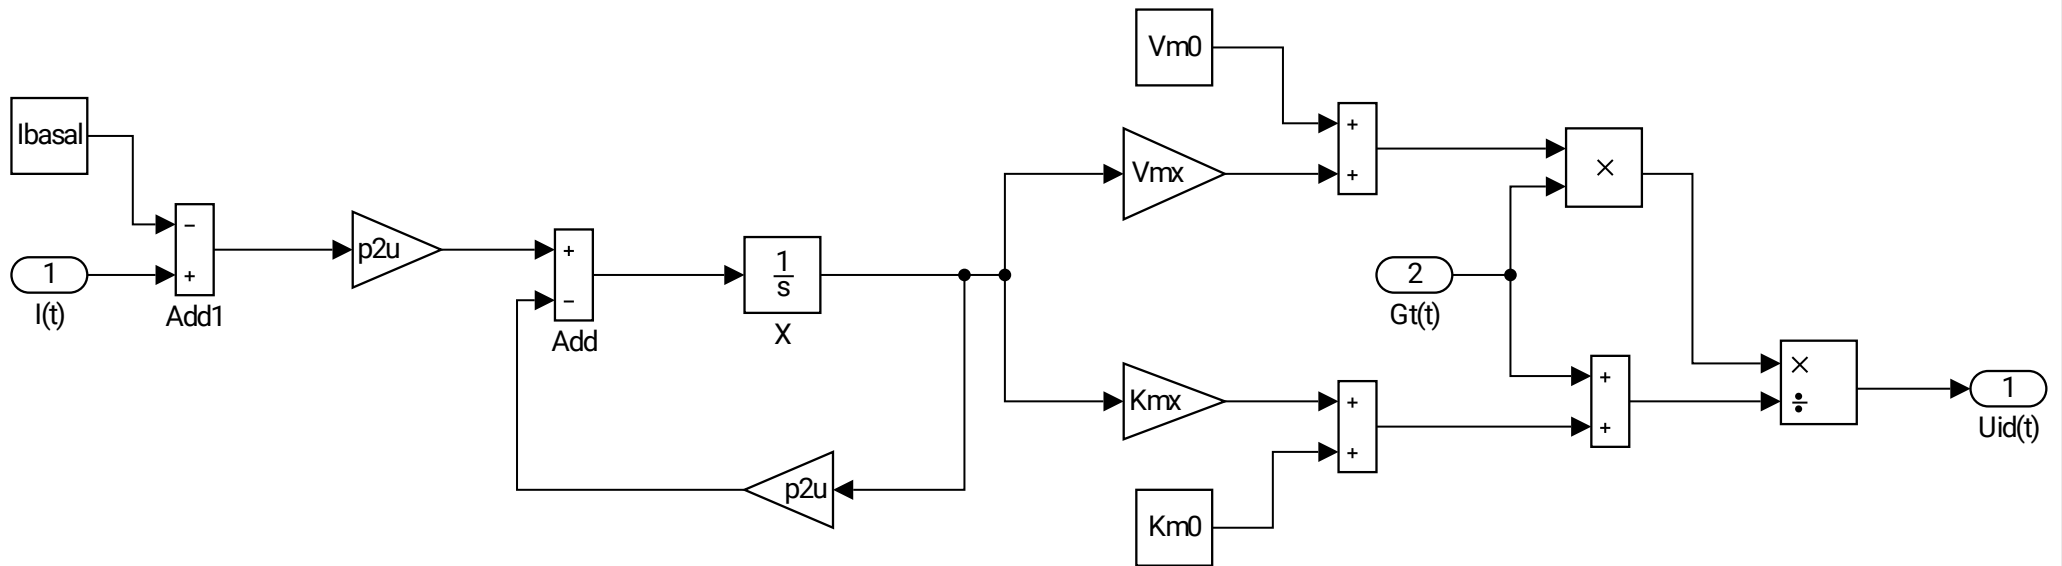 Vm0
Ibasal
−
+
1
I(t)
Add1
p2u
+
−
Add
1
s
X
p2u
Vmx
+
+
×
2
Gt(t)
Kmx
+
+
Km0
+
+
×
÷
1
Uid(t)